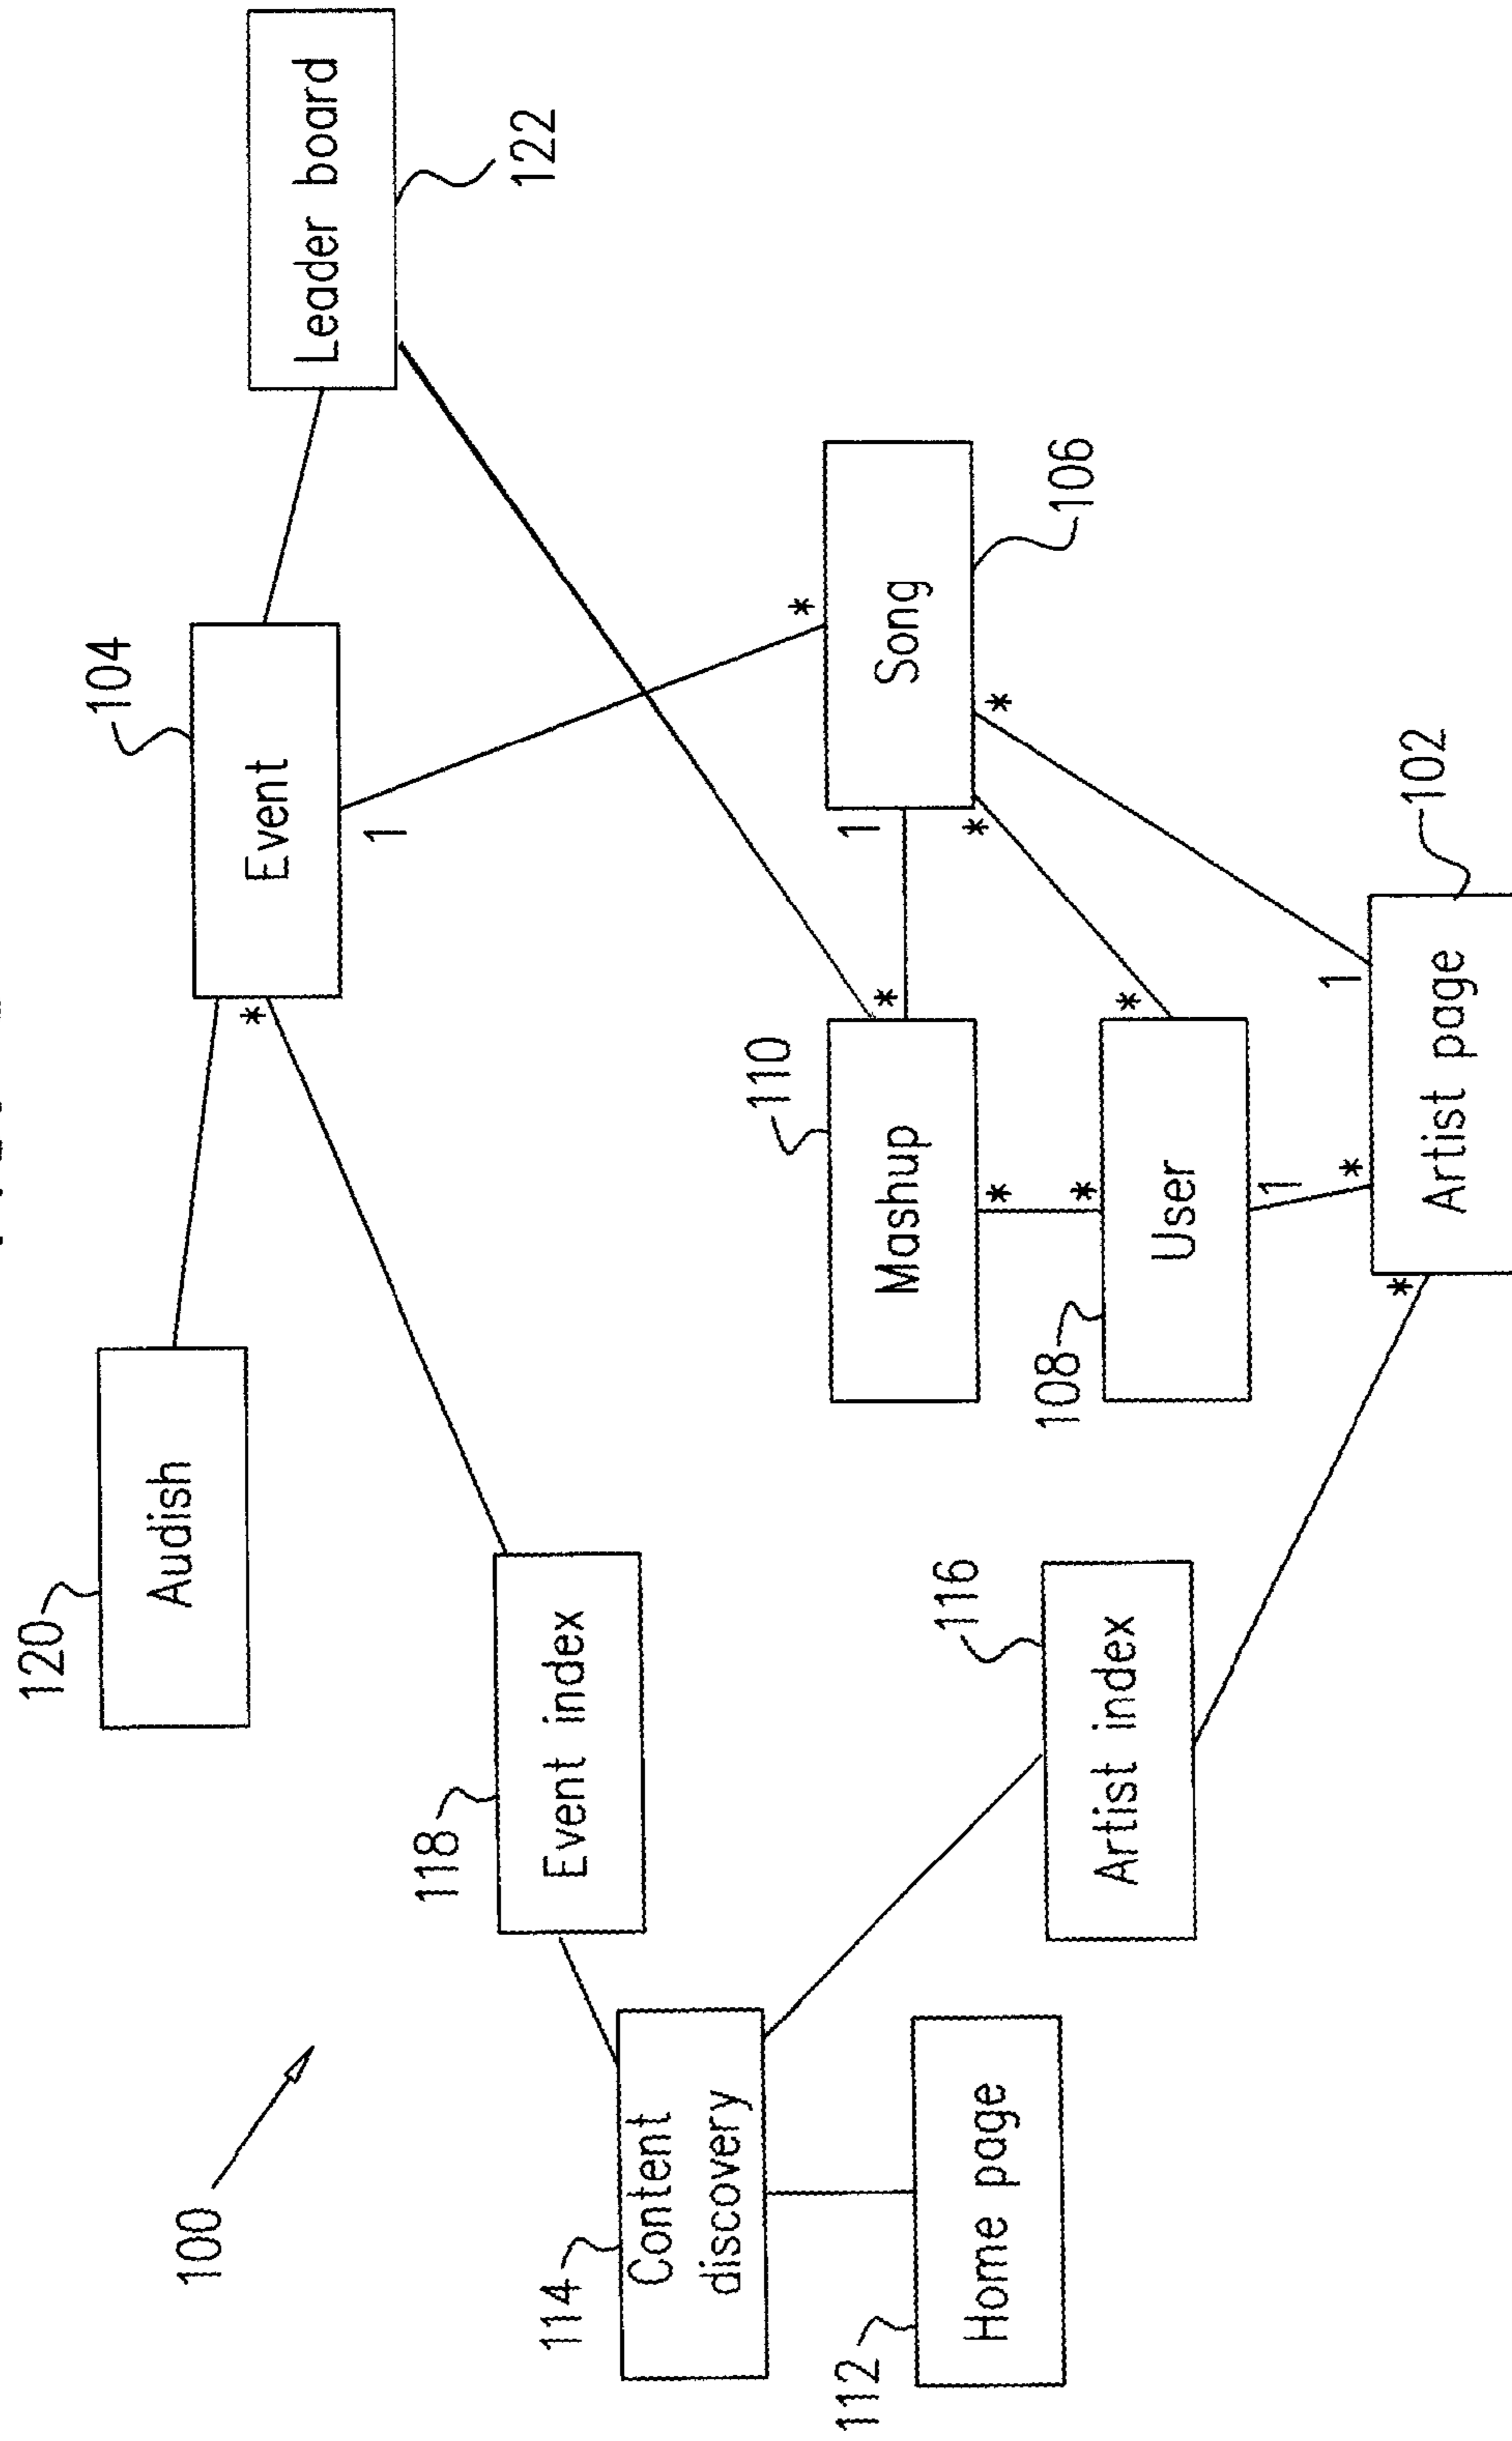 120
104
100
Audish
*
Event
Leader board
1
118
122
114
Event index
Content
discovery
110
*
112
1
*
Mashup
Song
116
*
*
*
Home page
108
106
*
*
Artist index
User
1
1
*
*
102
Artist page